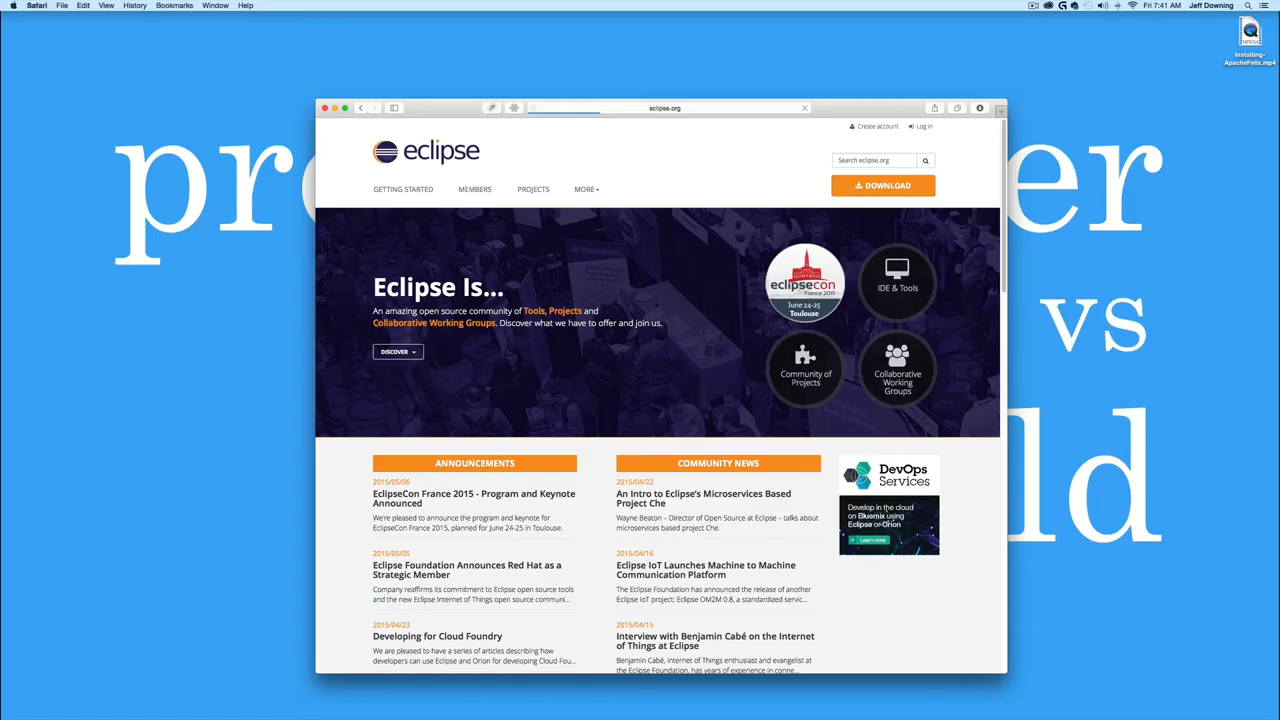 Safari File Edit View History Bookmarks Window Help
Fri 7:41 AM Jeff Downing
Installing-
ApacheFelix.mp4
MPEG4
eclipse.org
Create account Log in
eclipse
Search eclipse.org
DOWNLOAD
GETTING STARTED MEMBERS PROJECTS MORE
pr er
vs
ld
Eclipse Is...
An amazing open source community of Tools, Projects and
Collaborative Working Groups. Discover what we have to offer and join us.
DISCOVER
eclipsecon
France 2015
June 24-25
Toulouse
IDE & Tools
Community of
Projects
Collaborative
Working
Groups
ANNOUNCEMENTS
2015/05/06
EclipseCon France 2015 - Program and Keynote
Announced
We're pleased to announce the program and keynote for
EclipseCon France 2015, planned for June 24-25 in Toulouse.
2015/05/05
Eclipse Foundation Announces Red Hat as a
Strategic Member
Company reaffirms its commitment to Eclipse open source tools
and the new Eclipse Internet of Things open source communi...
2015/04/23
Developing for Cloud Foundry
We are pleased to have a series of articles describing how
developers can use Eclipse and Orion for developing Cloud Fou...
COMMUNITY NEWS
2015/04/22
An Intro to Eclipse's Microservices Based
Project Che
Wayne Beaton – Director of Open Source at Eclipse – talks about
microservices based project Che.
2015/04/16
Eclipse IoT Launches Machine to Machine
Communication Platform
The Eclipse Foundation has announced the release of another
Eclipse IoT project: Eclipse OM2M 0.8, a standardized servic...
2015/04/15
Interview with Benjamin Cabé on the Internet
of Things at Eclipse
Benjamin Cabé, internet of Things enthusiast and evangelist at
the Eclipse Foundation, has years of experience in conne...
DevOps
Services
Develop in the cloud
on Bluemix using
Eclipse or Orion
Learn more